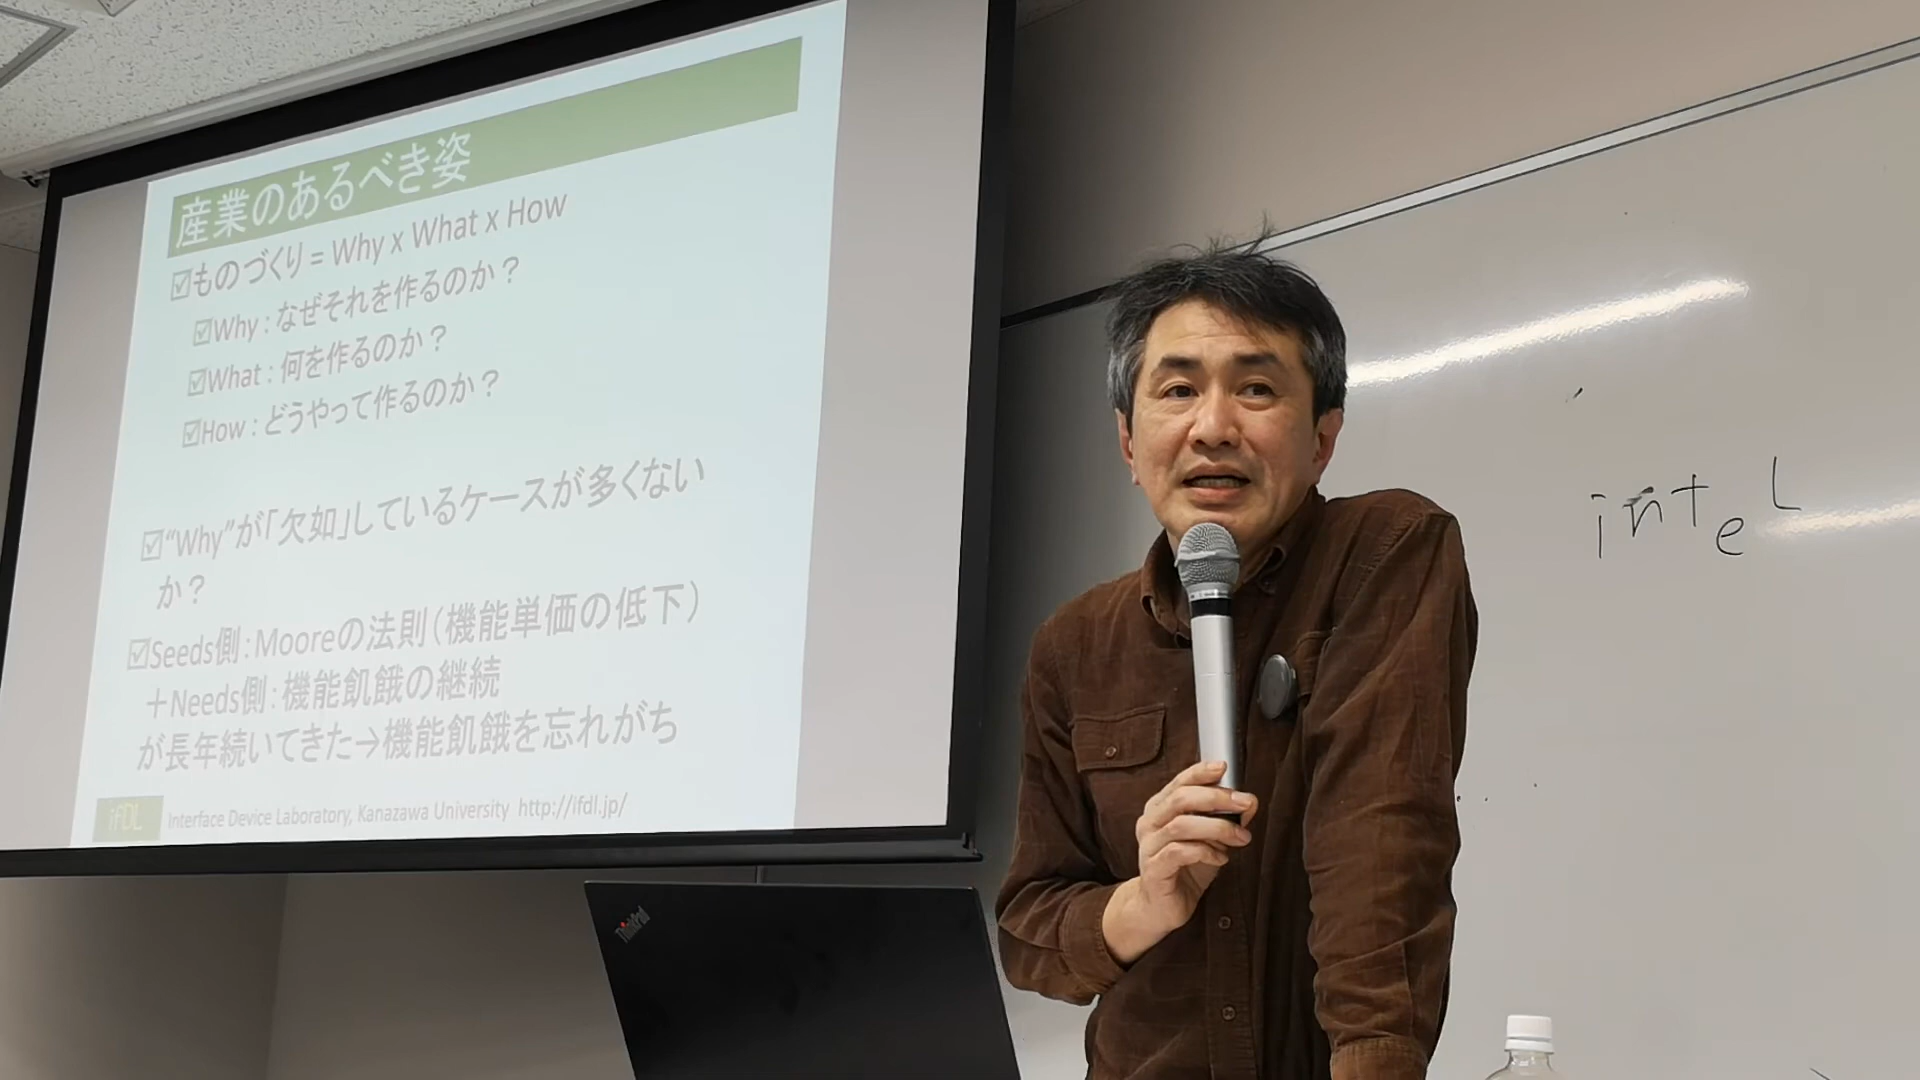 産業のあるべき姿
☑ものづくり = Why x What x How
☑Why : なぜそれを作るのか？
☑What : 何を作るのか？
☑How : どうやって作るのか？
☑“Why”が「欠如」しているケースが多くない
か？
☑Seeds側：Mooreの法則（機能単価の低下）
＋Needs側：機能飢餓の継続
が長年続いてきた→機能飢餓を忘れがち
ifDL
Interface Device Laboratory, Kanazawa University http://ifdl.jp/
inteL
ThinkPad